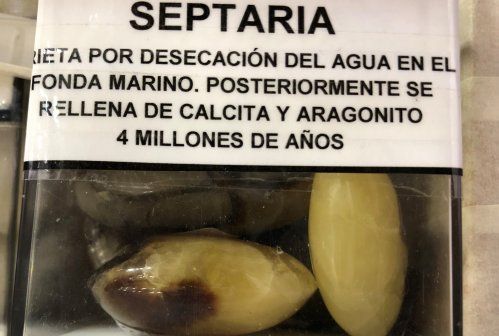 SEPTARIA
RIETA POR DESECACIÓN DEL AGUA EN EL
FONDA MARINO. POSTERIORMENTE SE
RELLENA DE CALCITA Y ARAGONITO
4 MILLONES DE AÑOS